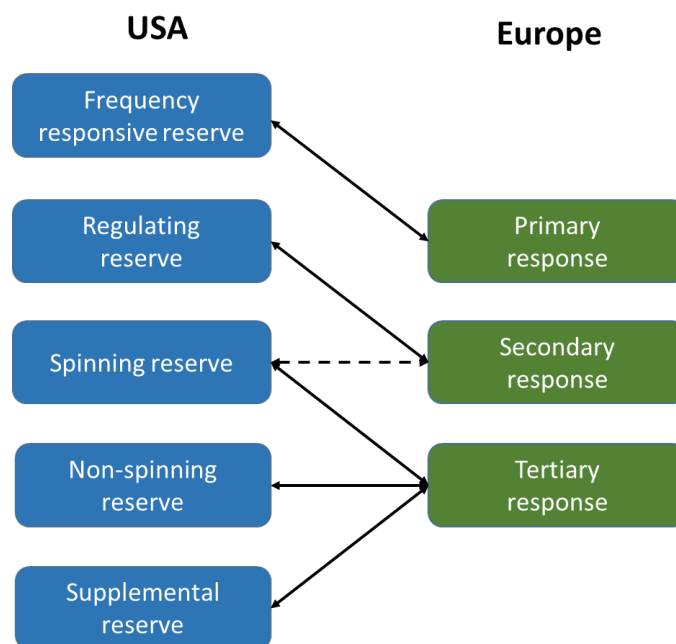 USA
Europe
Frequency
responsive reserve
Regulating
reserve
Primary
response
Spinning reserve
Secondary
response
Non-spinning
reserve
Tertiary
response
Supplemental
reserve